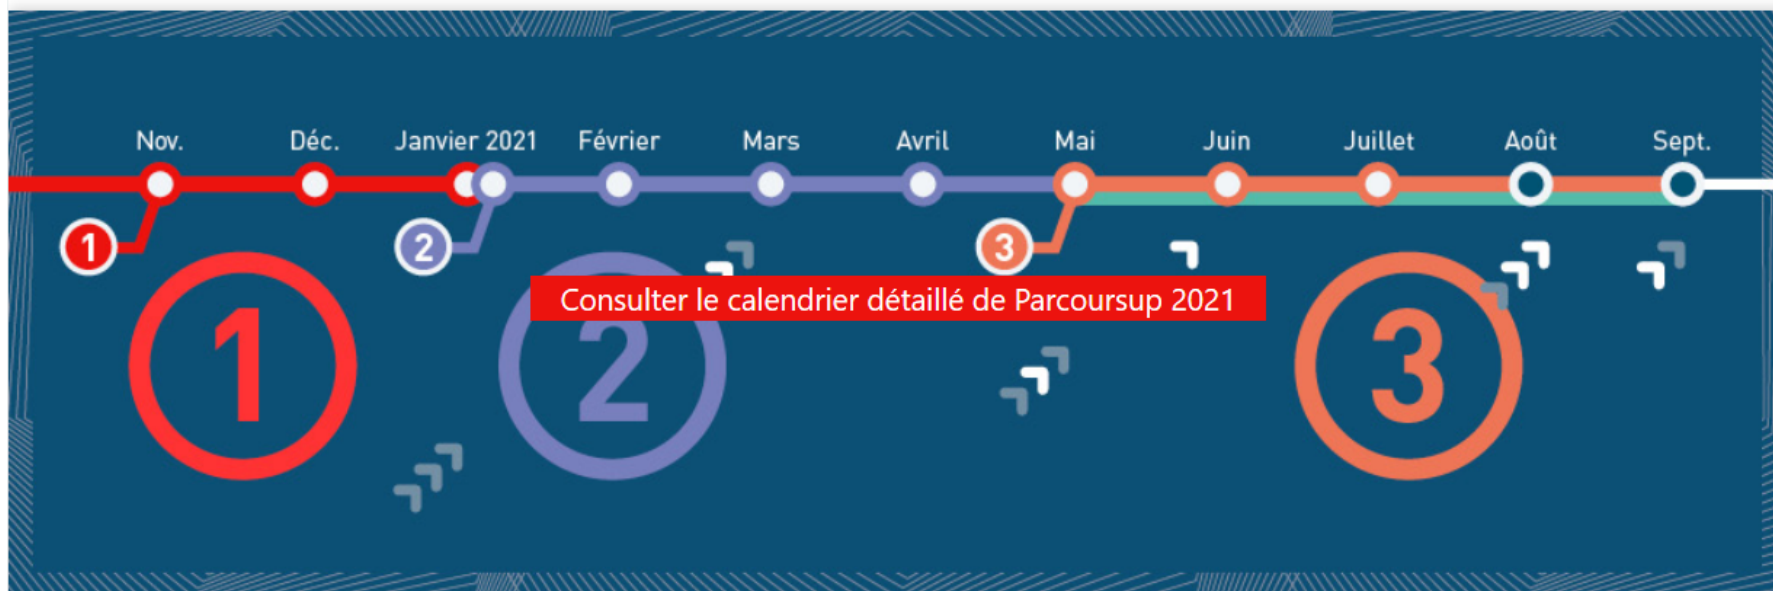 Nov. Déc. Janvier 2021 Février Mars Avril Mai Juin Juillet Août Sept.
1 2 3
Consulter le calendrier détaillé de Parcoursup 2021
1 2 3